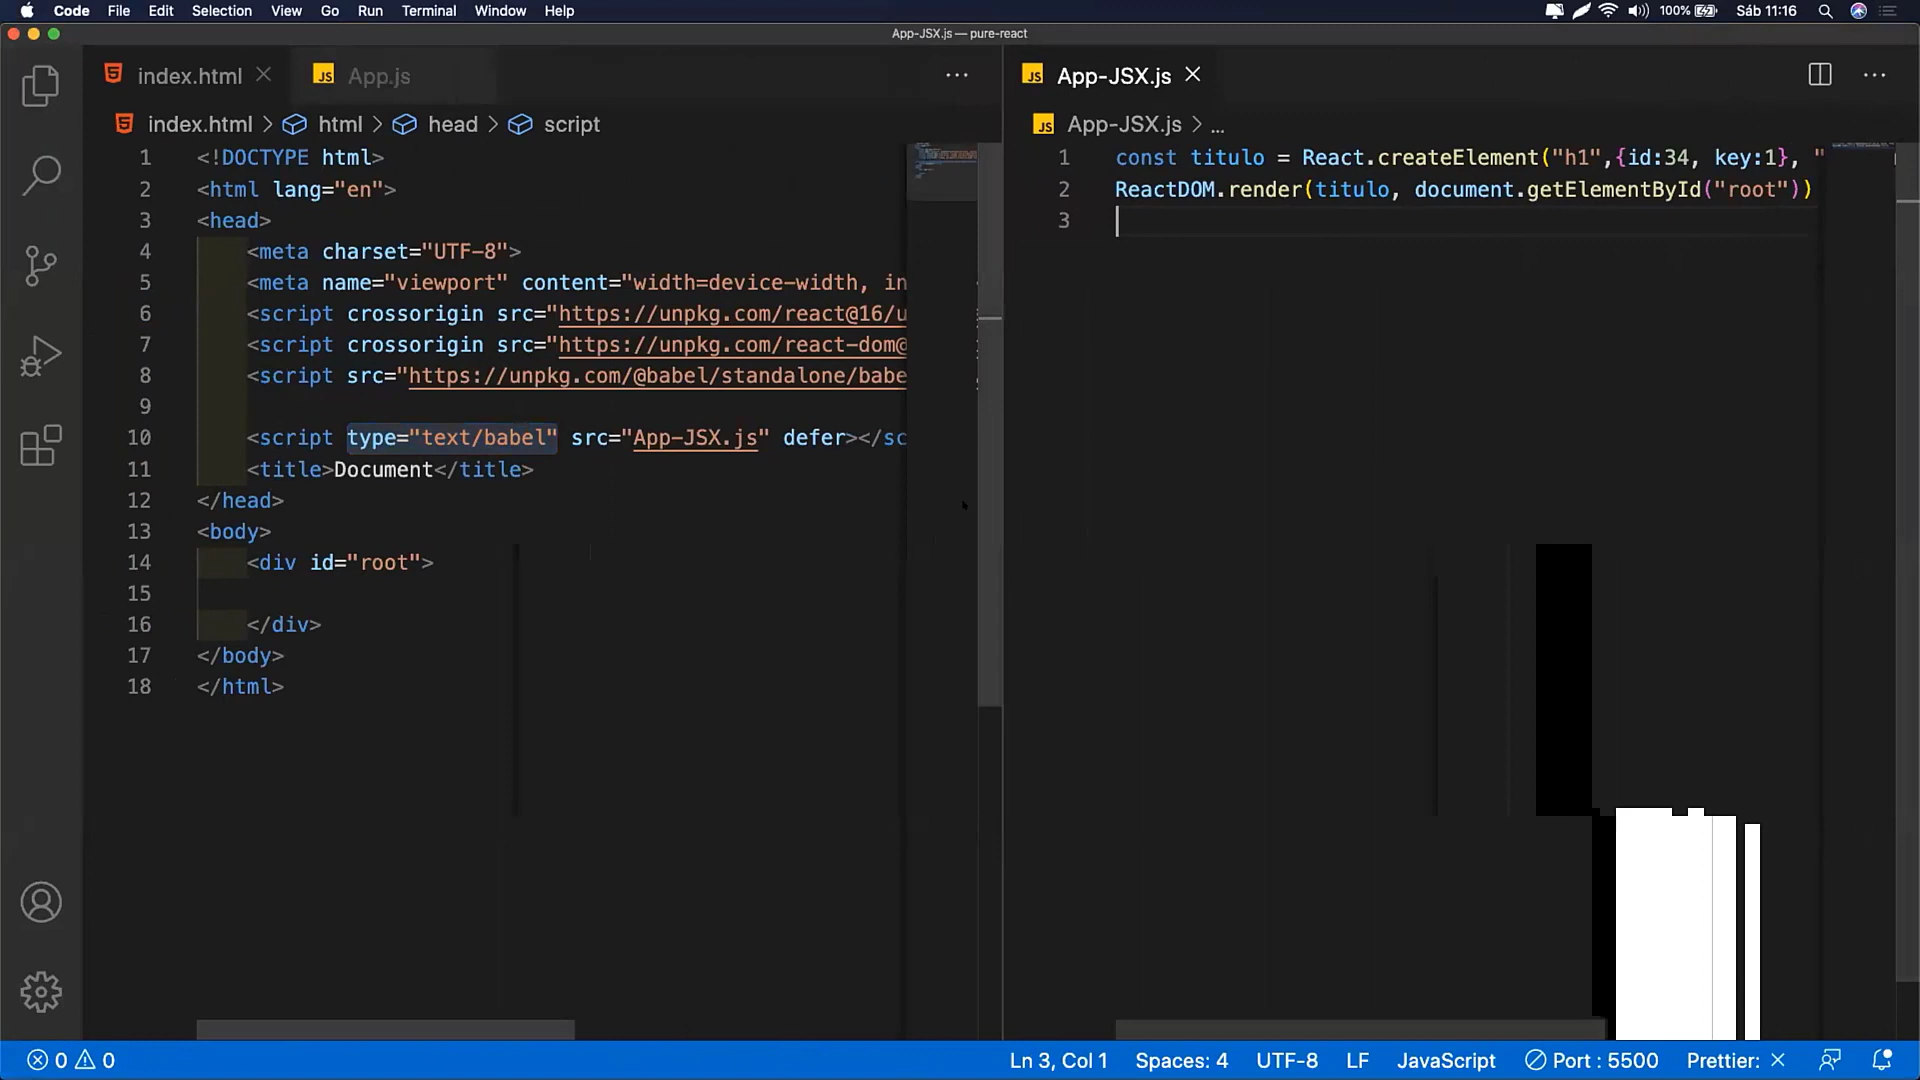 Code File Edit Selection View Go Run Terminal Window Help 100% Sáb 11:16
App-JSX.js — pure-react
index.html App.js ...
index.html > html > head > script
1 <!DOCTYPE html>
2 <html lang="en">
3 <head>
4 <meta charset="UTF-8">
5 <meta name="viewport" content="width=device-width, in
6 <script crossorigin src="https://unpkg.com/react@16/u
7 <script crossorigin src="https://unpkg.com/react-dom@
8 <script src="https://unpkg.com/@babel/standalone/babe
9
10 <script type="text/babel" src="App-JSX.js" defer></sc
11 <title>Document</title>
12 </head>
13 <body>
14 <div id="root">
15
16 </div>
17 </body>
18 </html>
JS App-JSX.js ...
JS App-JSX.js > ...
1 const titulo = React.createElement("h1",{id:34, key:1}, "
2 ReactDOM.render(titulo, document.getElementById("root"))
3
0 0 Ln 3, Col 1 Spaces: 4 UTF-8 LF JavaScript Port : 5500 Prettier: ×